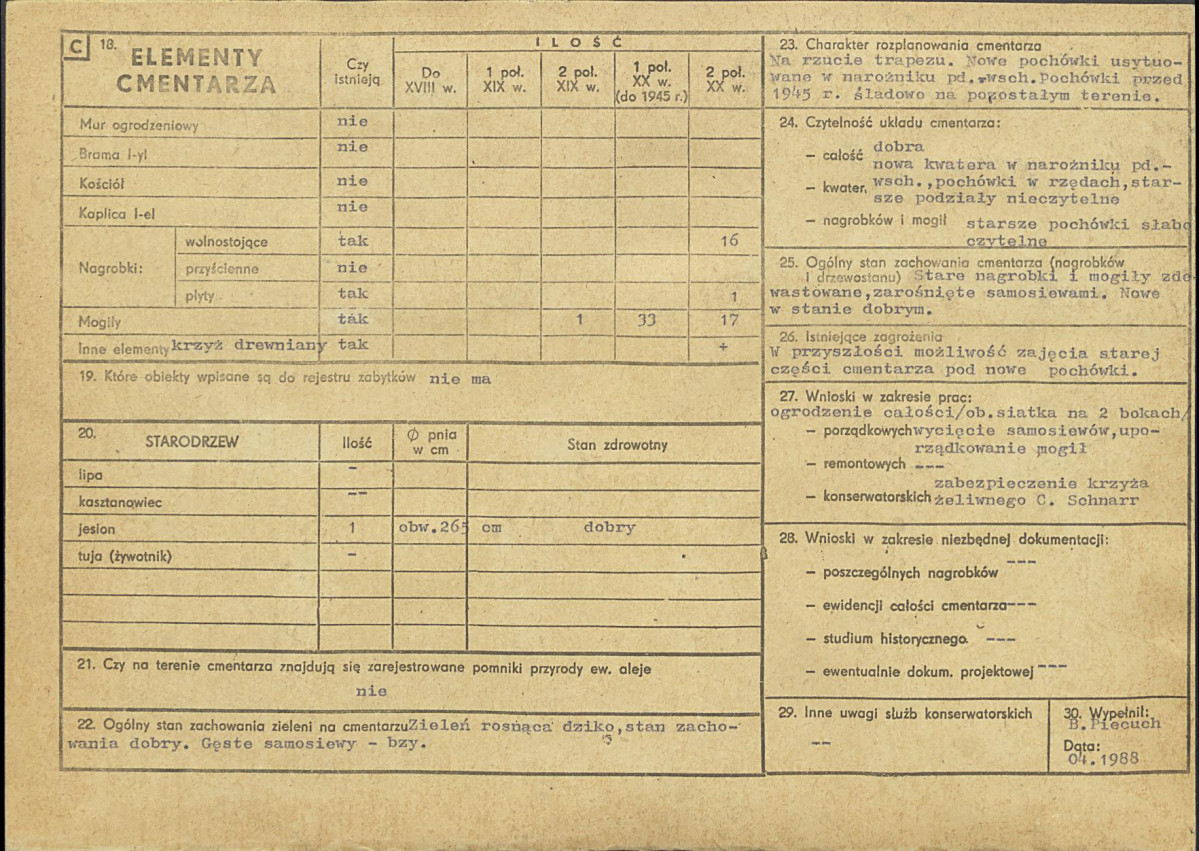 C 18. ELEMENTY CMENTARZA
Czy istnieją
ILOŚĆ
Do XVIII w.
1 poł. XIX w.
2 poł. XIX w.
1 poł. XX w. (do 1945 r.)
2 poł. XX w.
Mur ogrodzeniowy nie
Brama I-yl nie
Kościół nie
Kaplica I-el nie
Nagrobki:
wolnostojące tak 16
przyścienne nie
płyty tak 1
Mogiły tak 1 33 17
Inne elementy krzyż drewniany tak +
19. Które obiekty wpisane są do rejestru zabytków nie ma
20. STARODRZEW Ilość Ø pnia w cm Stan zdrowotny
lipa –
kasztanowiec --
jesion 1 obw.265 cm dobry
tuja (żywotnik) –
21. Czy na terenie cmentarza znajdują się zarejestrowane pomniki przyrody ew. aleje
nie
22. Ogólny stan zachowania zieleni na cmentarzu Zieleń rosnąca dziko,stan zacho-
wania dobry. Gęste samosiewy – bzy.
23. Charakter rozplanowania cmentarza
Na rzucie trapezu. Nowe pochówki usytuo-
wane w narożniku pd.-wsch.Pochówki przed
1945 r. śladowo na popostałym terenie.
24. Czytelność układu cmentarza:
– całość dobra
nowa kwatera w narożniku pd.-
– kwater, wsch.,pochówki w rzędach,star-
sze podziały nieczytelne
– nagrobków i mogił starsze pochówki słabo
czytelne
25. Ogólny stan zachowania cmentarza (nagrobków
i drzewostanu) Stare nagrobki i mogiły zde
wastowane,zarośnięte samosiewami. Nowe
w stanie dobrym.
26. Istniejące zagrożenia
W przyszłości możliwość zajęcia starej
części cmentarza pod nowe pochówki.
27. Wnioski w zakresie prac:
ogrodzenie całości/ob.siatka na 2 bokach/
– porządkowych wycięcie samosiewów,upo-
rządkowanie mogił
– remontowych ---
zabezpieczenie krzyża
– konserwatorskich żeliwnego C. Schnarr
28. Wnioski w zakresie niezbędnej dokumentacji:
– poszczególnych nagrobków ---
– ewidencji całości cmentarza ---
– studium historycznego. ---
– ewentualnie dokum. projektowej ---
29. Inne uwagi służb konserwatorskich
--
30. Wypełnił:
B.Piecuch
Data:
04.1988